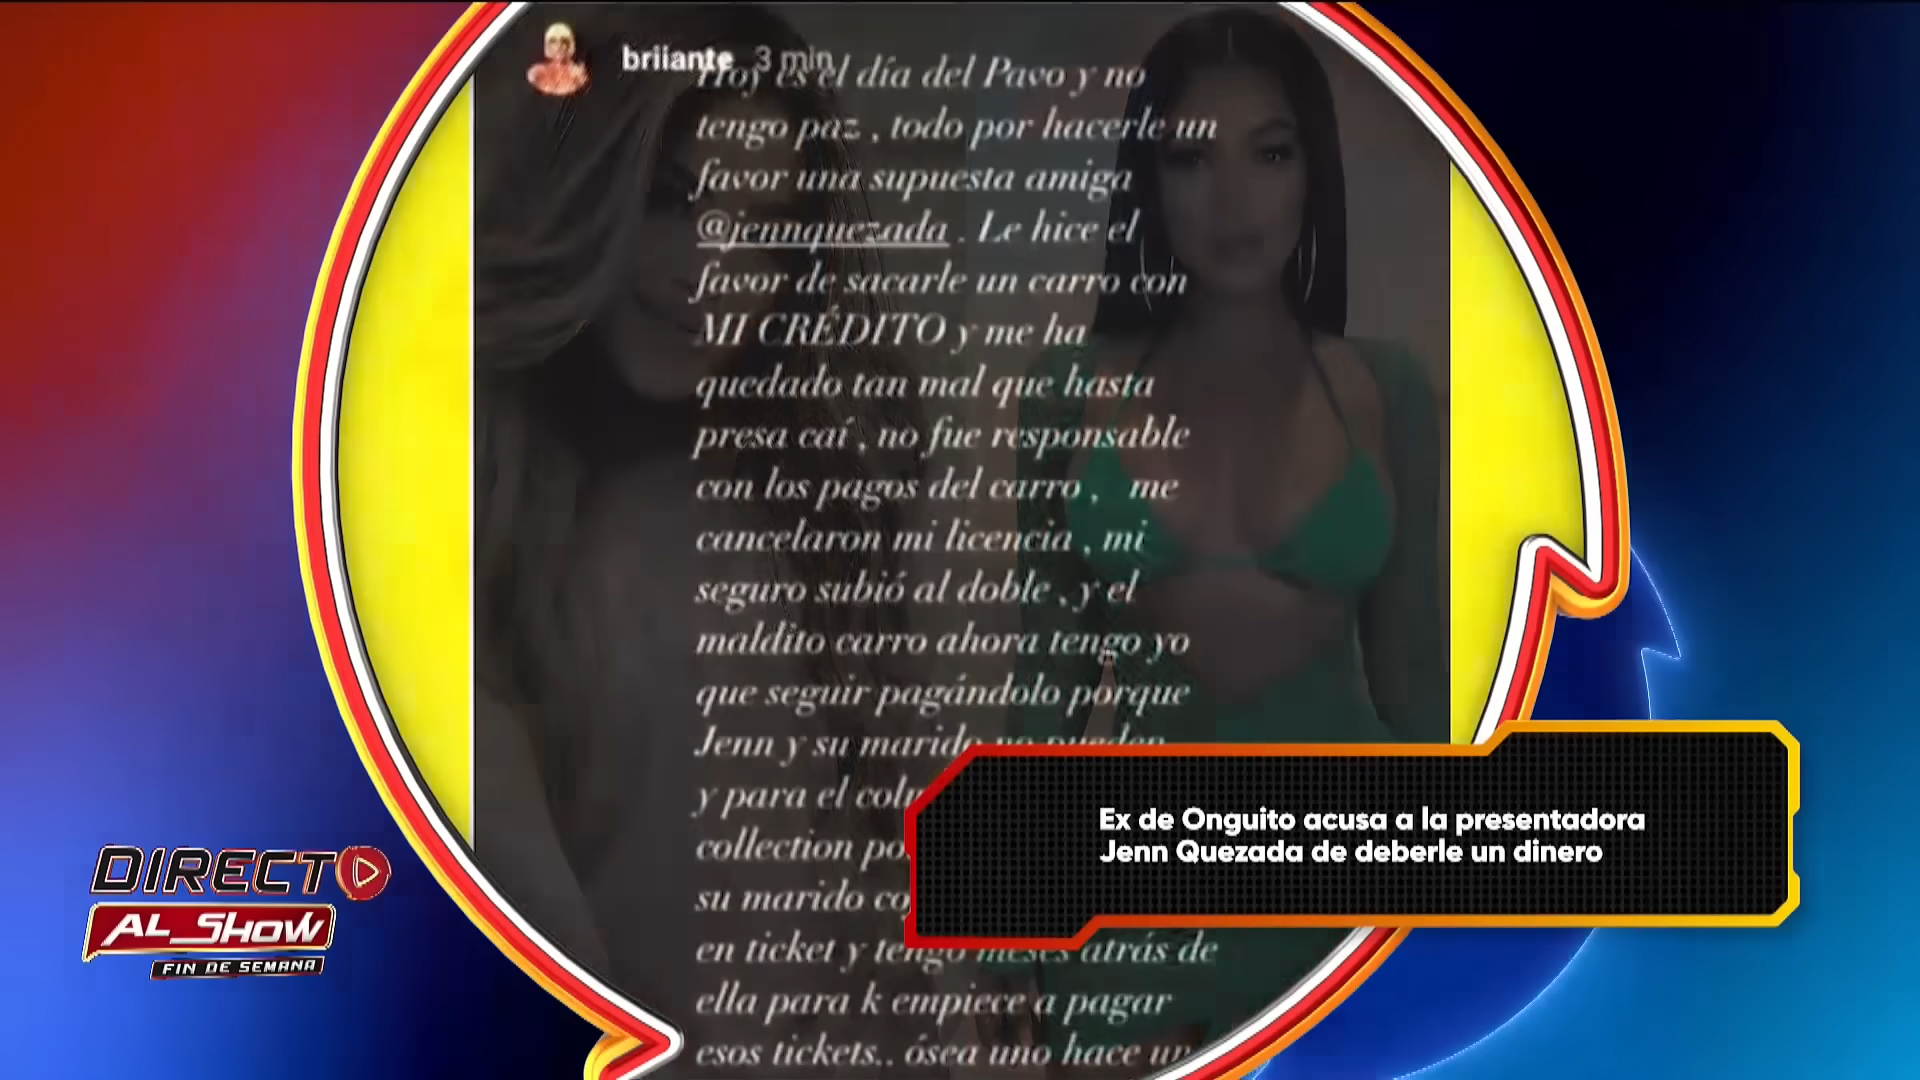 briiante 3 min
Hoy es el día del Pavo y no
tengo paz , todo por hacerle un
favor una supuesta amiga
@jennquezada . Le hice el
favor de sacarle un carro con
MI CRÉDITO y me ha
quedado tan mal que hasta
presa caí , no fue responsable
con los pagos del carro , me
cancelaron mi licencia , mi
seguro subió al doble , y el
maldito carro ahora tengo yo
que seguir pagándolo porque
Jenn y su marido no pueden
y para el
collection
su marido
en ticket y tengo meses atrás de
ella para k empiece a pagar
esos tickets.. ósea uno hace un
Ex de Onguito acusa a la presentadora
Jenn Quezada de deberle un dinero
DIRECTO
AL SHOW
FIN DE SEMANA